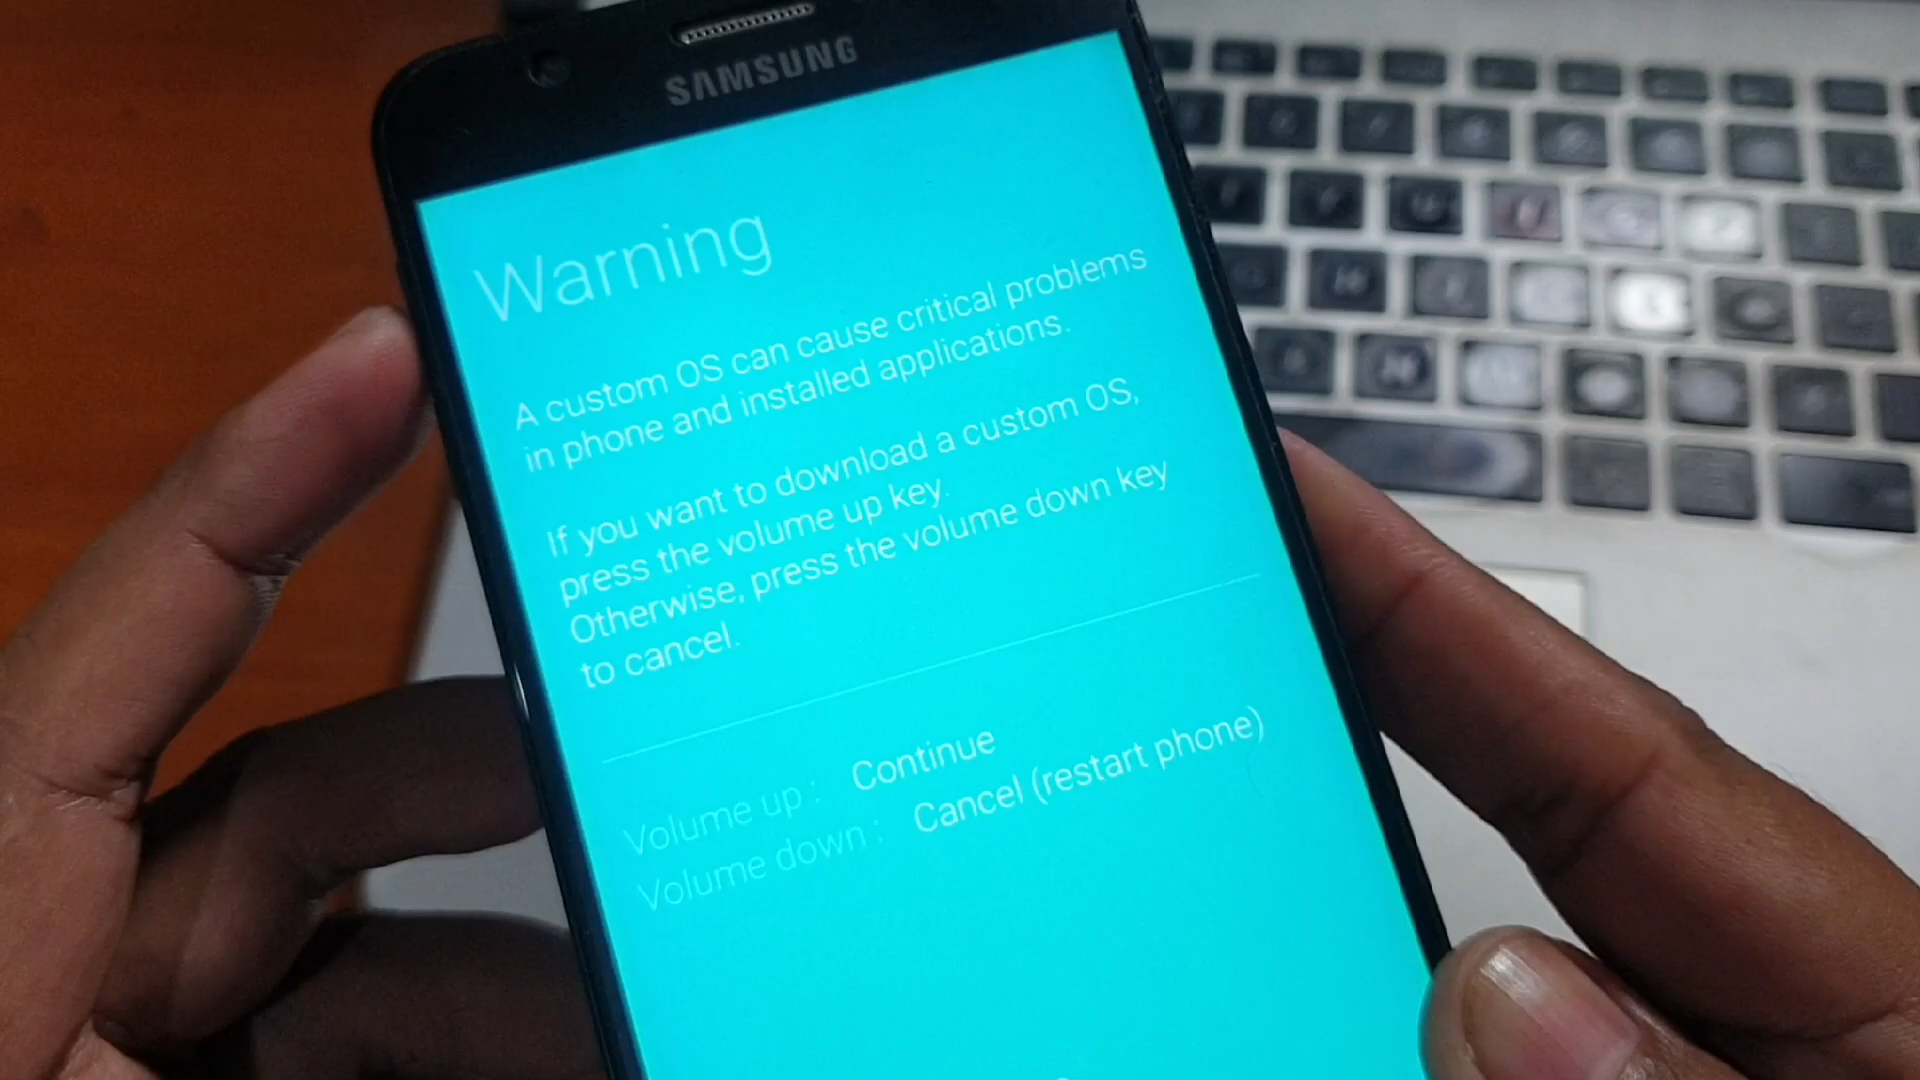 SAMSUNG
Warning
A custom OS can cause critical problems
in phone and installed applications.
If you want to download a custom OS,
press the volume up key.
Otherwise, press the volume down key
to cancel.
Volume up : Continue
Volume down : Cancel (restart phone)